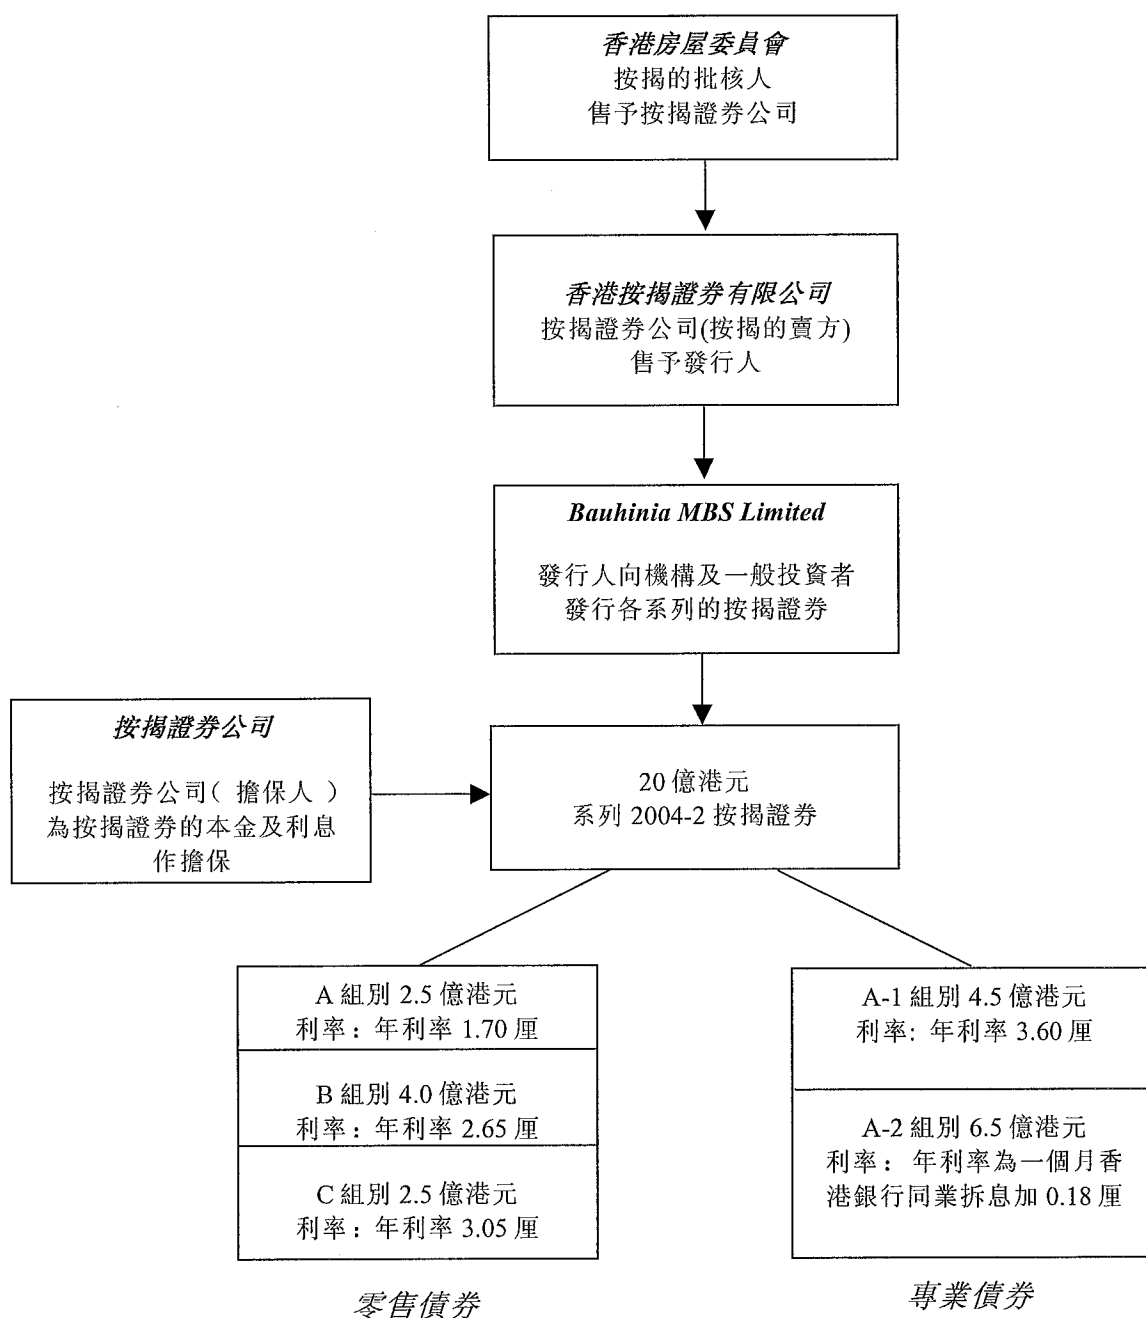 香港房屋委員會
按揭的批核人
售予按揭證券公司
香港按揭證券有限公司
按揭證券公司(按揭的賣方)
售予發行人
Bauhinia MBS Limited
發行人向機構及一般投資者
發行各系列的按揭證券
按揭證券公司
按揭證券公司( 擔保人 )
為按揭證券的本金及利息
作擔保
20 億港元
系列 2004-2 按揭證券
A 組別 2.5 億港元
利率：年利率 1.70 厘
B 組別 4.0 億港元
利率：年利率 2.65 厘
C 組別 2.5 億港元
利率：年利率 3.05 厘
零售債券
A-1 組別 4.5 億港元
利率: 年利率 3.60 厘
A-2 組別 6.5 億港元
利率： 年利率為一個月香
港銀行同業拆息加 0.18 厘
專業債券